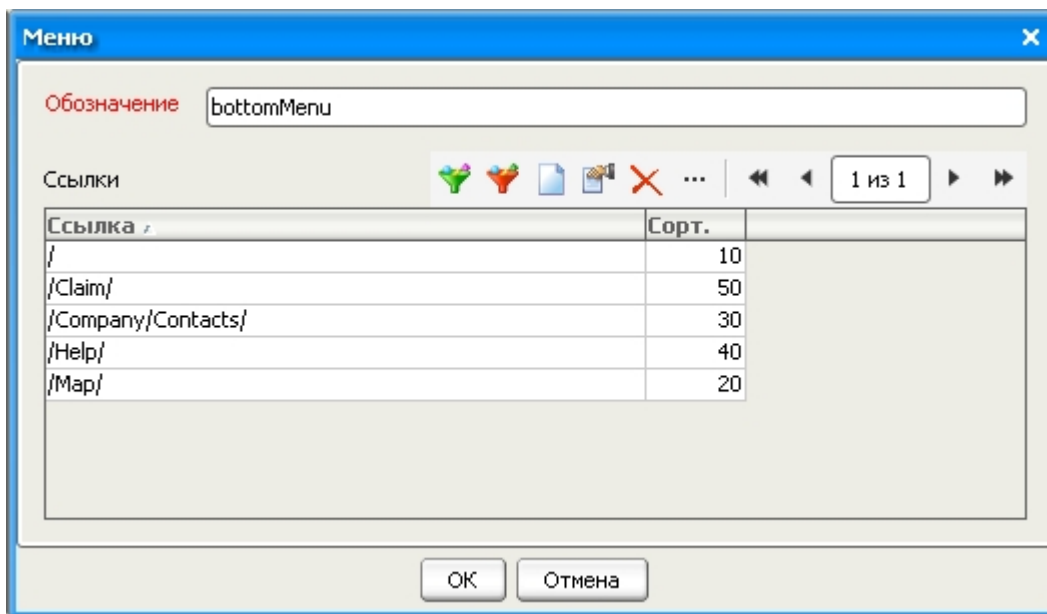 Меню
Обозначение bottomMenu
Ссылки ... 1 из 1
Ссылка Сорт.
/ 10
/Claim/ 50
/Company/Contacts/ 30
/Help/ 40
/Map/ 20
OK Отмена